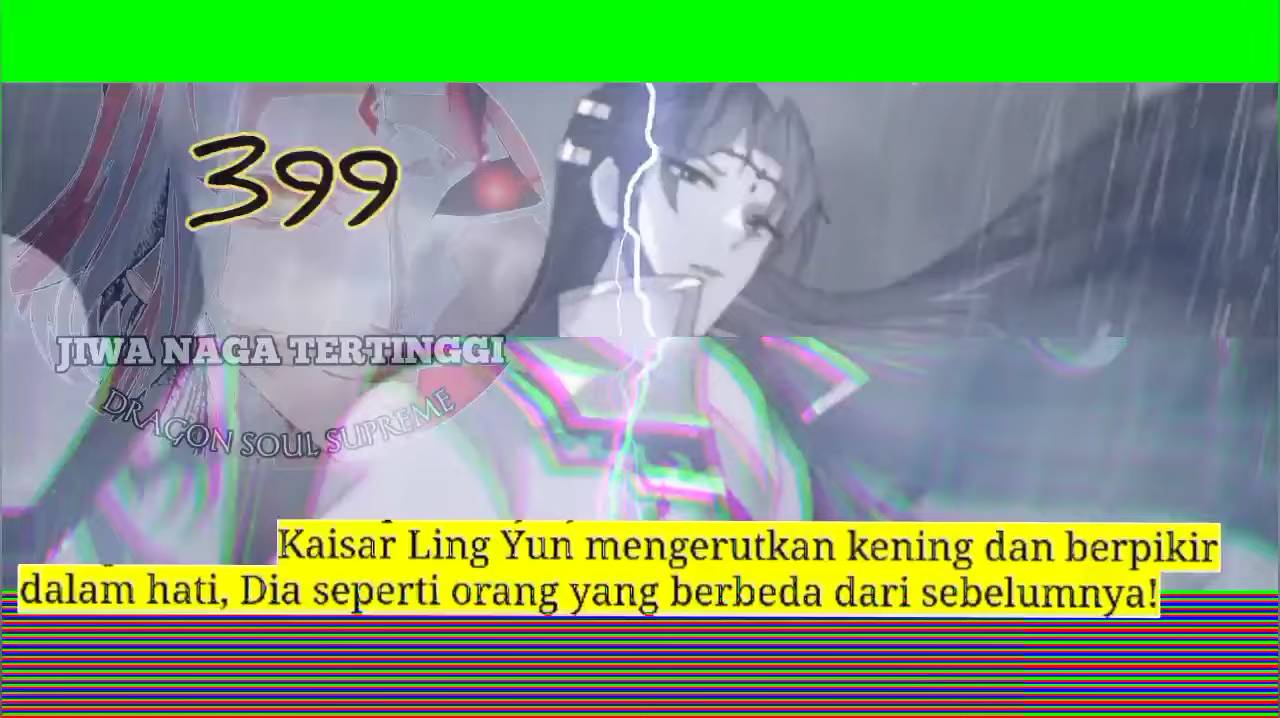 399
JIWA NAGA TERTINGGI
DRAGON SOUL SUPREME
Kaisar Ling Yun mengerutkan kening dan berpikir
dalam hati, Dia seperti orang yang berbeda dari sebelumnya!